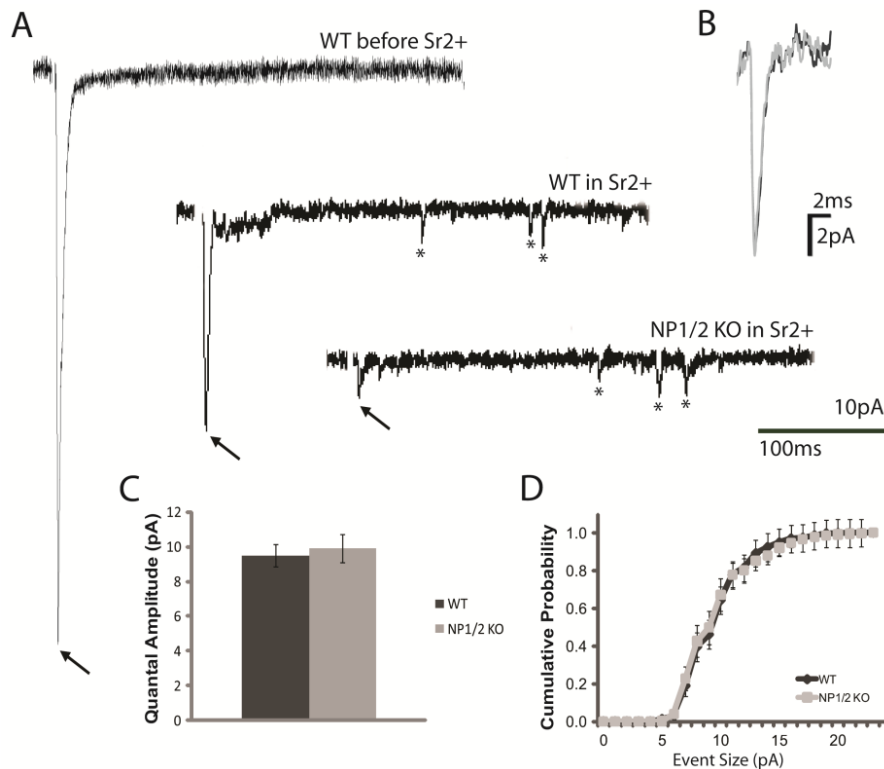 A
WT before Sr2+
B
2ms
2pA
WT in Sr2+
* * *
NP1/2 KO in Sr2+
* * *
10pA
100ms
C
Quantal Amplitude (pA)
12
10
8
6
4
2
0
WT
NP1/2 KO
D
Cumulative Probability
1.0
0.8
0.6
0.4
0.2
0.0
WT
NP1/2 KO
0 5 10 15 20
Event Size (pA)